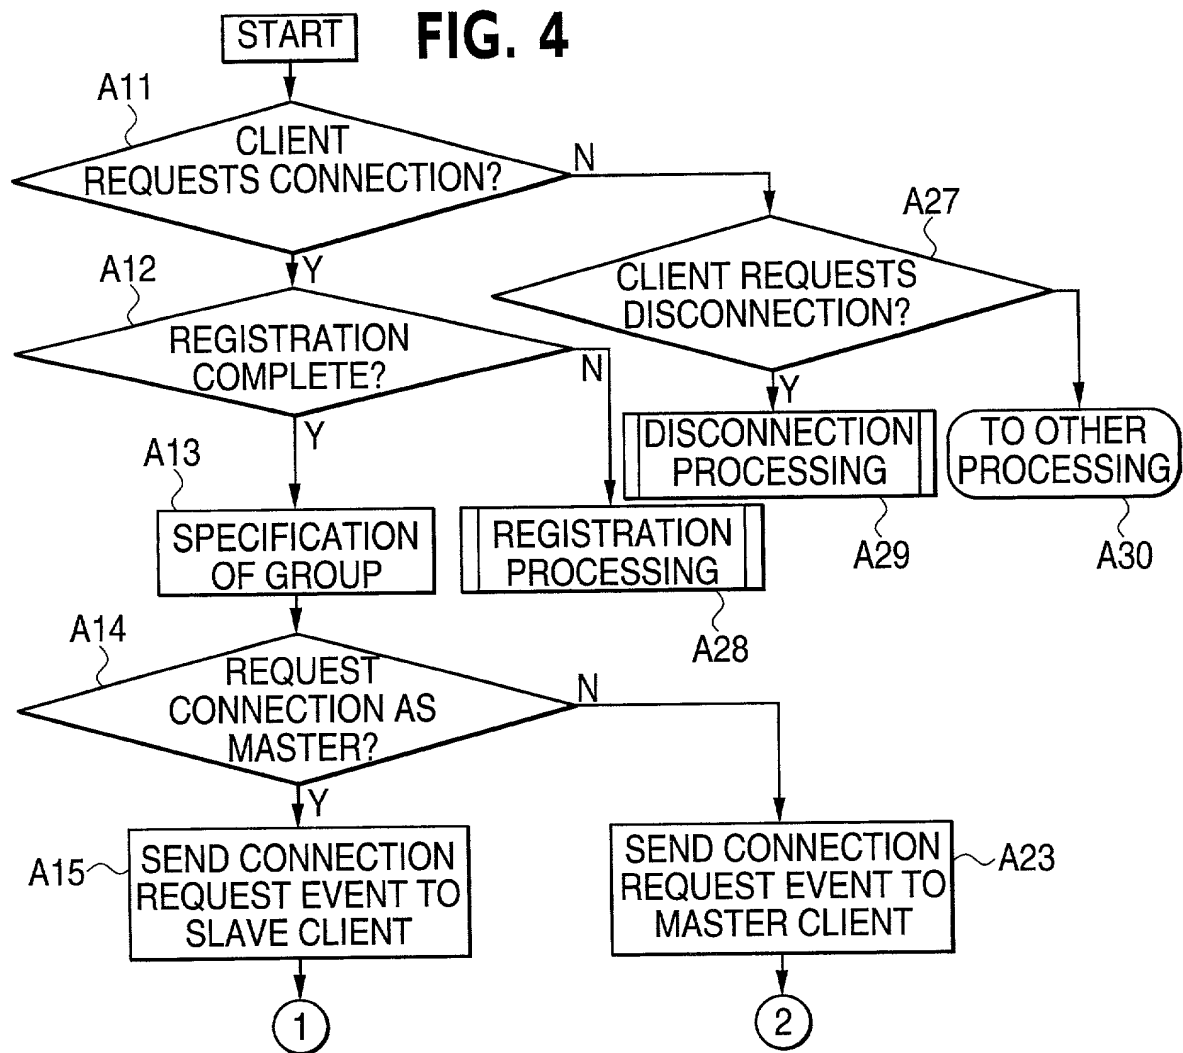 START
FIG. 4
A11
CLIENT
REQUESTS CONNECTION?
N
Y
A27
CLIENT REQUESTS
DISCONNECTION?
Y
A12
REGISTRATION
COMPLETE?
N
Y
DISCONNECTION
PROCESSING
A29
TO OTHER
PROCESSING
A30
A13
SPECIFICATION
OF GROUP
REGISTRATION
PROCESSING
A28
A14
REQUEST
CONNECTION AS
MASTER?
N
Y
A15
SEND CONNECTION
REQUEST EVENT TO
SLAVE CLIENT
SEND CONNECTION
REQUEST EVENT TO
MASTER CLIENT
A23
1
2